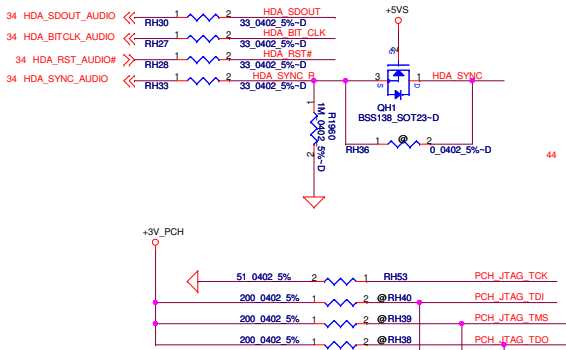 +5VS
34 HDA_SDOUT_AUDIO 1 2 HDA_SDOUT
RH30 33_0402_5%~D
34 HDA_BITCLK_AUDIO 1 2 HDA_BIT_CLK
RH27 33_0402_5%~D
34 HDA_RST_AUDIO# 1 2 HDA_RST#
RH28 33_0402_5%~D
34 HDA_SYNC_AUDIO 1 2 HDA_SYNC_R 3 1 HDA_SYNC
RH33 33_0402_5%~D
S D
2
G
QH1
BSS138_SOT23~D
1
R1960
1M_0402_5%~D
2
1 @ 2
RH36 0_0402_5%~D
44
+3V_PCH
51_0402_5% 2 1 RH53 PCH_JTAG_TCK
200_0402_5% 1 2 @RH40 PCH_JTAG_TDI
200_0402_5% 1 2 @RH39 PCH_JTAG_TMS
200_0402_5% 1 2 @RH38 PCH_JTAG_TDO